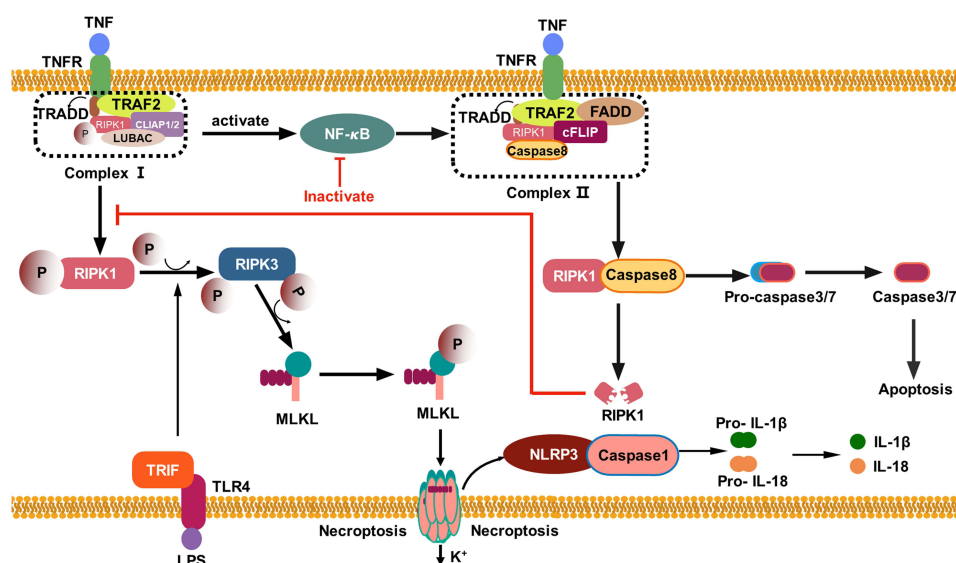 TNF
TNF
TNFR
TNFR
TRADD
TRAF2
P
RIPK1
CLIAP1/2
LUBAC
Complex I
activate
NF-κB
Inactivate
TRADD
TRAF2
FADD
RIPK1
cFLIP
Caspase8
Complex II
P
RIPK1
P
RIPK3
P
P
MLKL
P
MLKL
RIPK1
Caspase8
Pro-caspase3/7
Caspase3/7
Apoptosis
RIPK1
TRIF
TLR4
LPS
Necroptosis
Necroptosis
K⁺
NLRP3
Caspase1
Pro- IL-1β
Pro- IL-18
IL-1β
IL-18